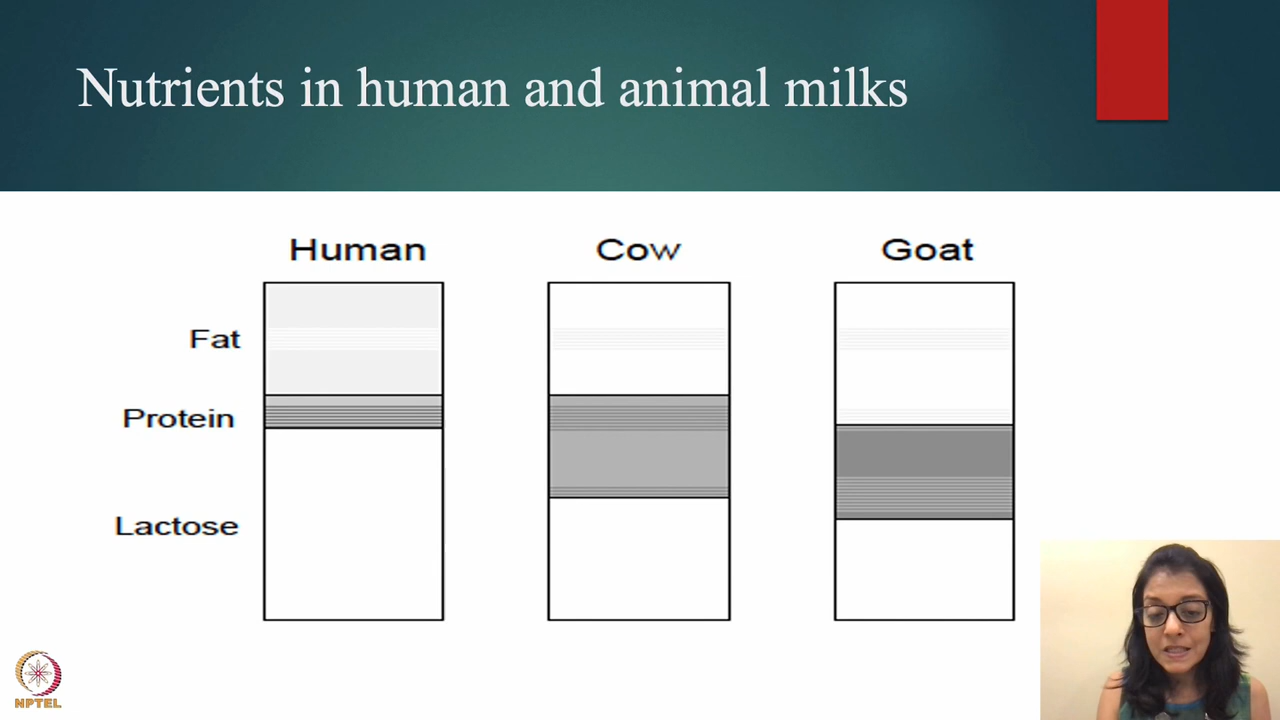 Nutrients in human and animal milks
Human Cow Goat
Fat
Protein
Lactose
NPTEL